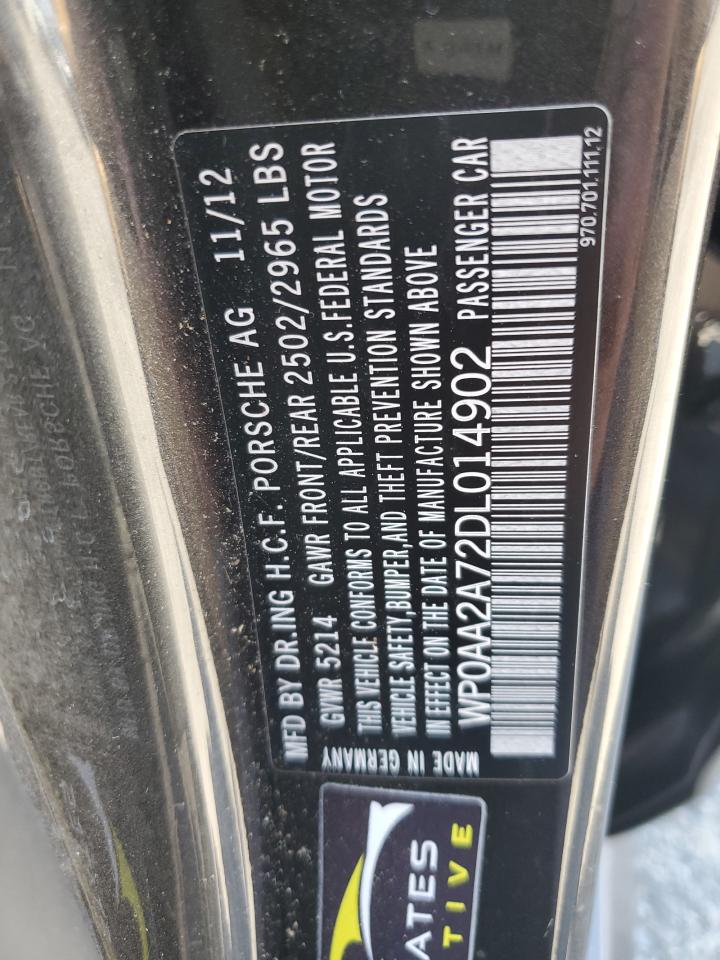 MFD BY DR.ING H.C.F. PORSCHE AG 11/12
GVWR 5214 GAWR FRONT/REAR 2502/2965 LBS
THIS VEHICLE CONFORMS TO ALL APPLICABLE U.S.FEDERAL MOTOR
VEHICLE SAFETY,BUMPER,AND THEFT PREVENTION STANDARDS
IN EFFECT ON THE DATE OF MANUFACTURE SHOWN ABOVE
WP0AA2A72DL014902 PASSENGER CAR
MADE IN GERMANY
970.701.111.12
ATES
TIVE